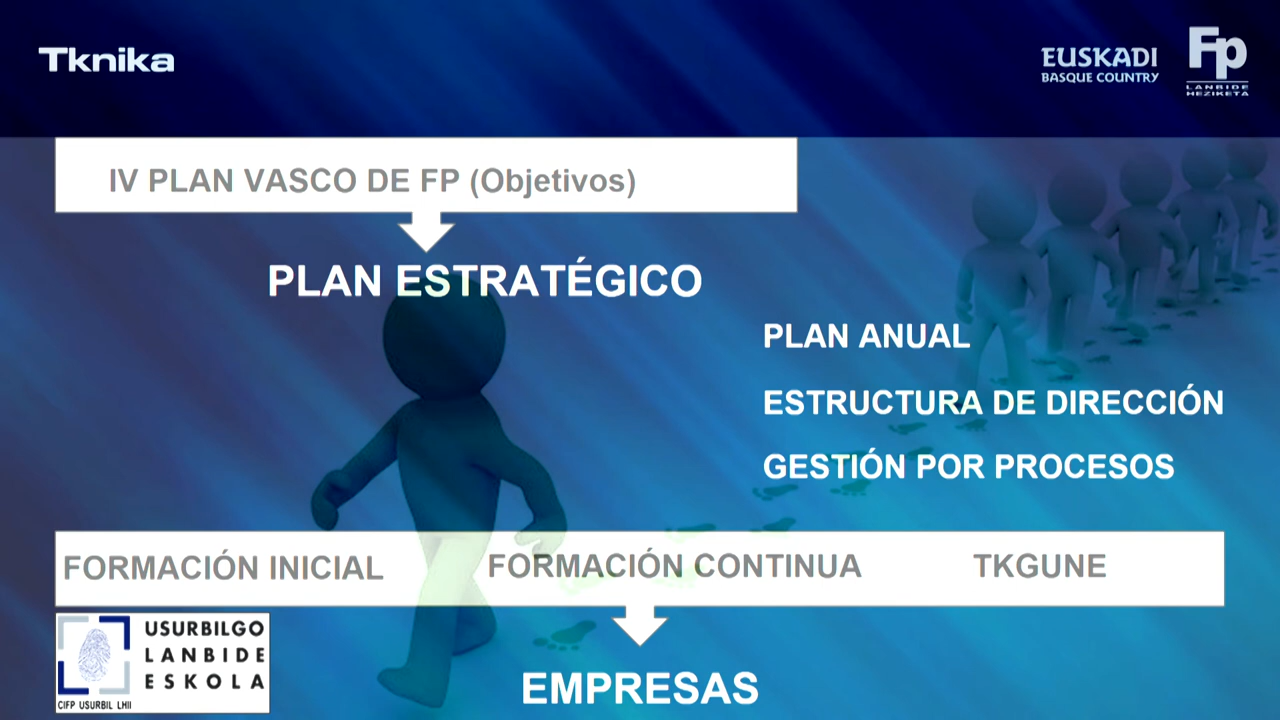 Tknika
EUSKADI
BASQUE COUNTRY
Fp
LANBIDE
HEZIKETA
IV PLAN VASCO DE FP (Objetivos)
PLAN ESTRATÉGICO
PLAN ANUAL
ESTRUCTURA DE DIRECCIÓN
GESTIÓN POR PROCESOS
FORMACIÓN INICIAL FORMACIÓN CONTINUA TKGUNE
USURBILGO
LANBIDE
ESKOLA
CIFP USURBIL LHII
EMPRESAS